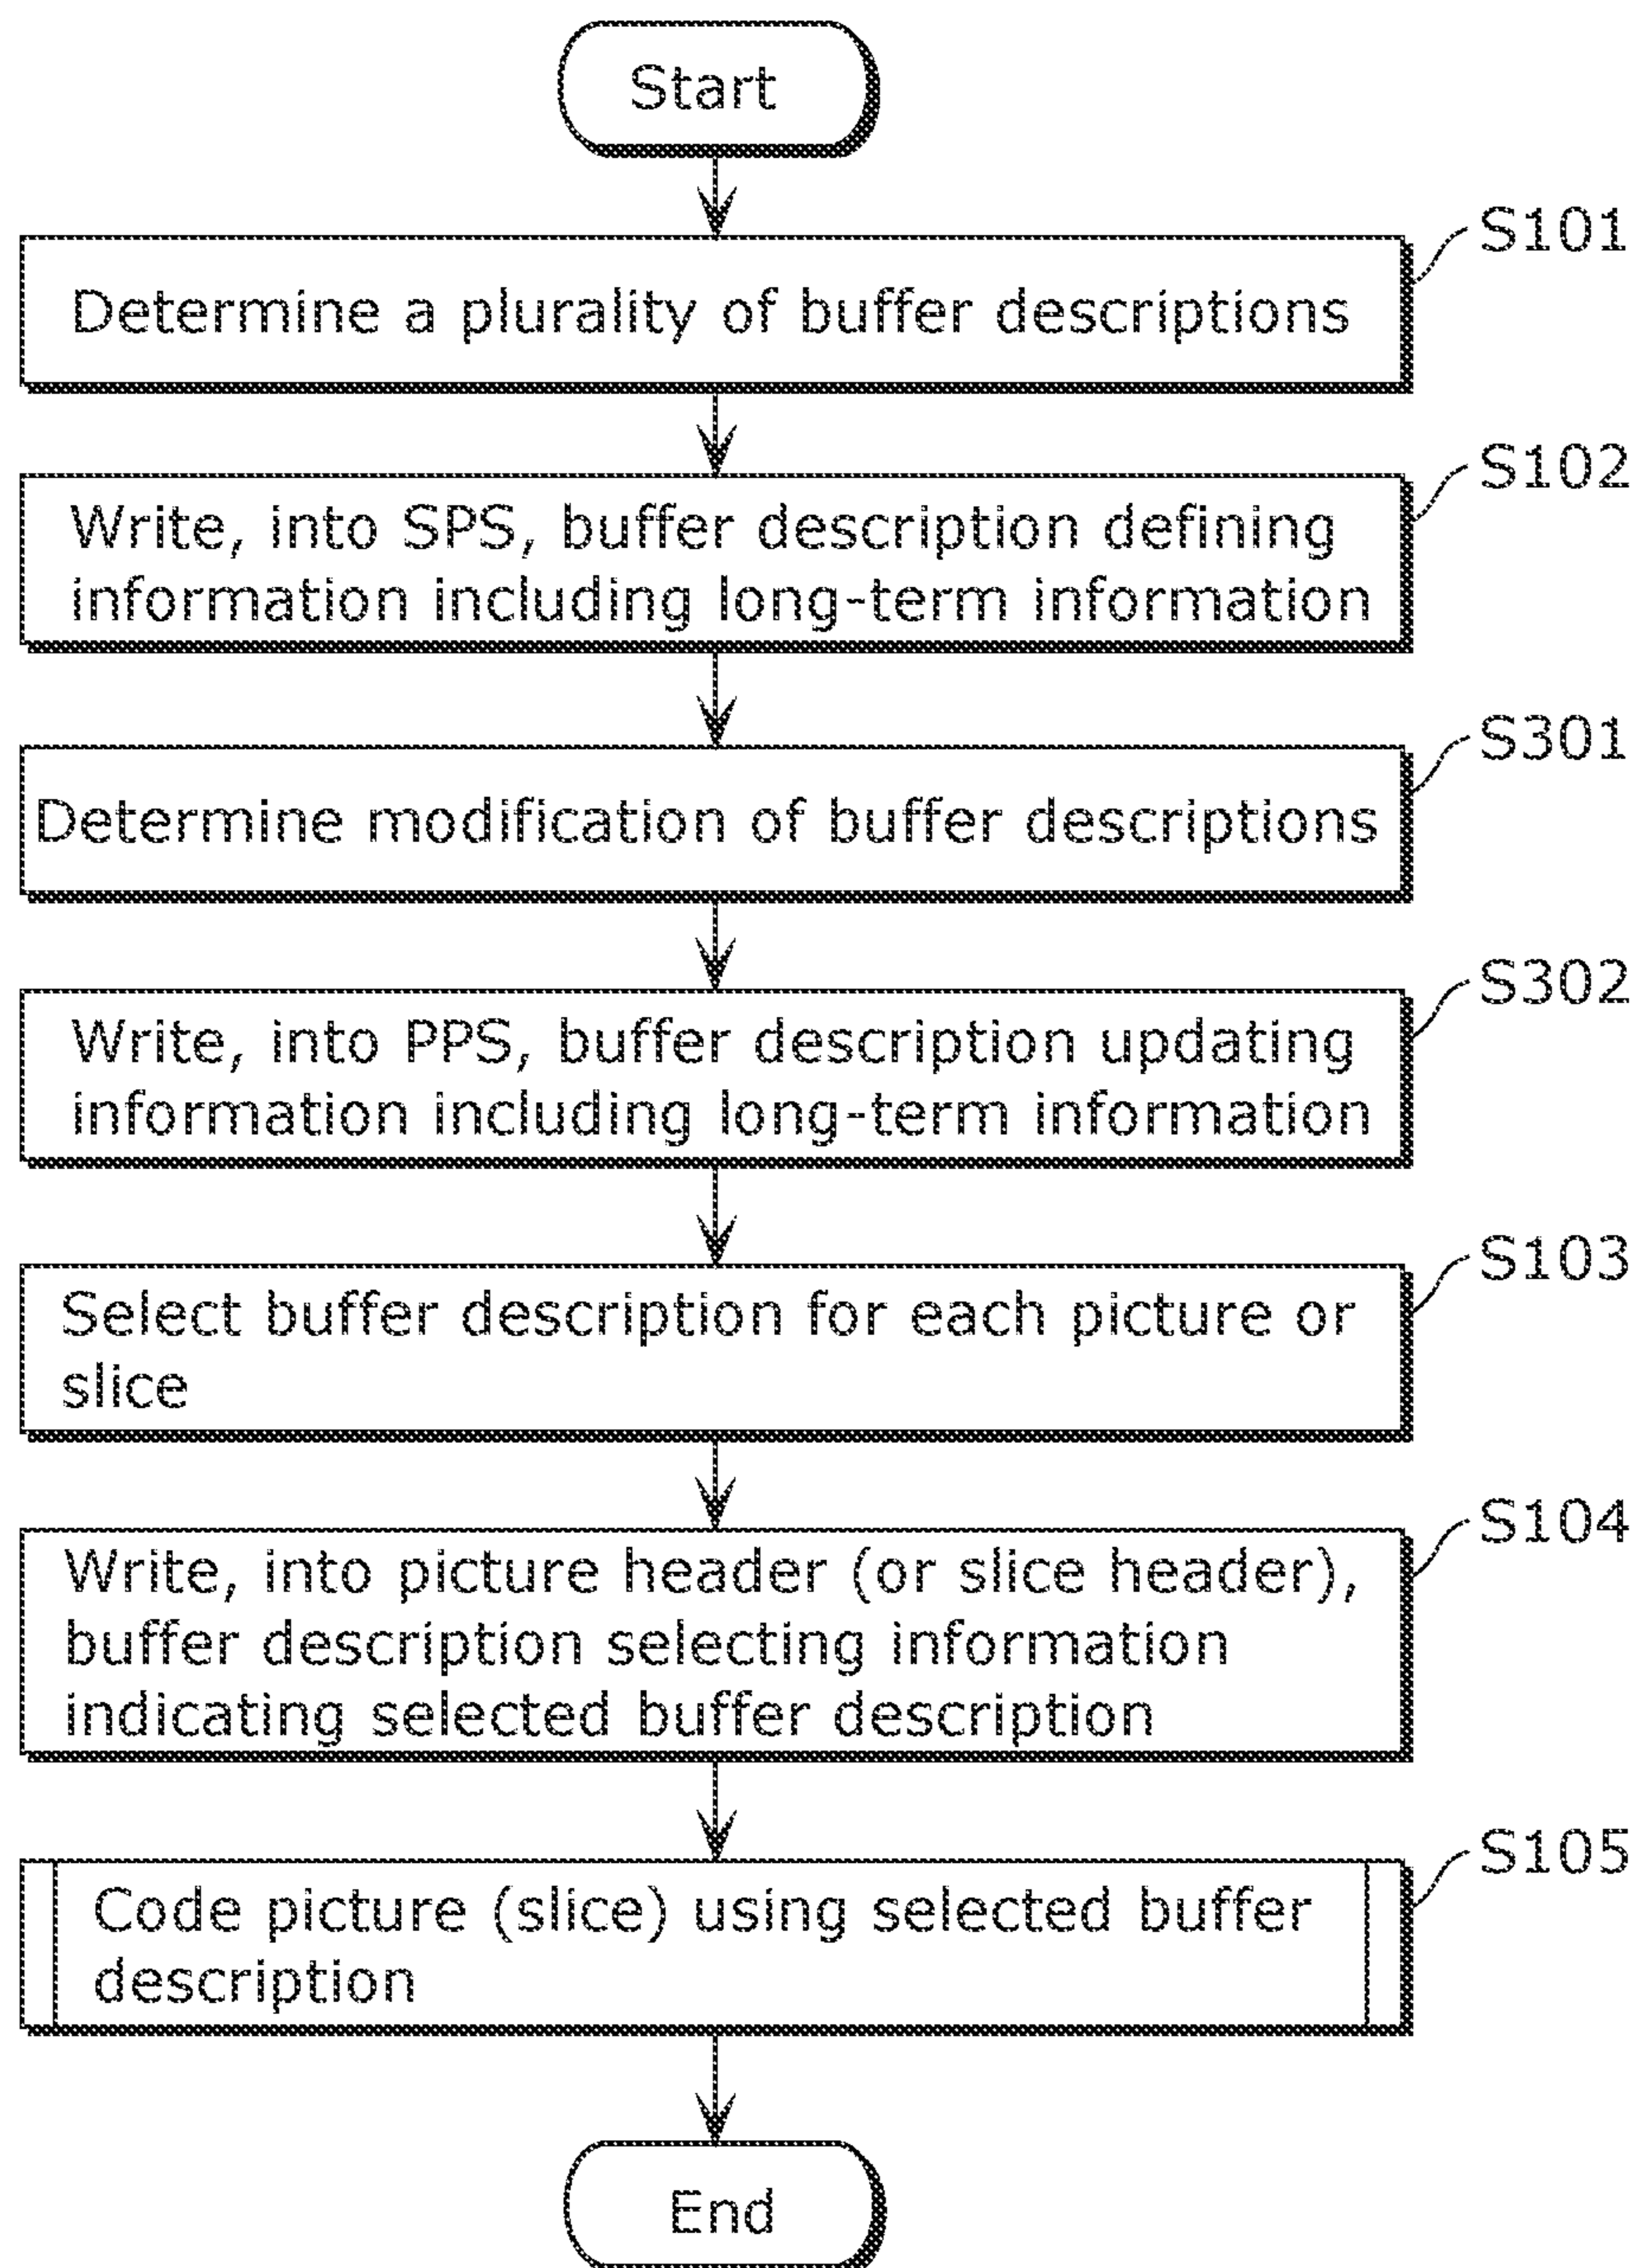 Start
S101
Determine a plurality of buffer descriptions
S102
Write, into SPS, buffer description defining
information including long-term information
S301
Determine modification of buffer descriptions
S302
Write, into PPS, buffer description updating
information including long-term information
S103
Select buffer description for each picture or
slice
S104
Write, into picture header (or slice header),
buffer description selecting information
indicating selected buffer description
S105
Code picture (slice) using selected buffer
description
End